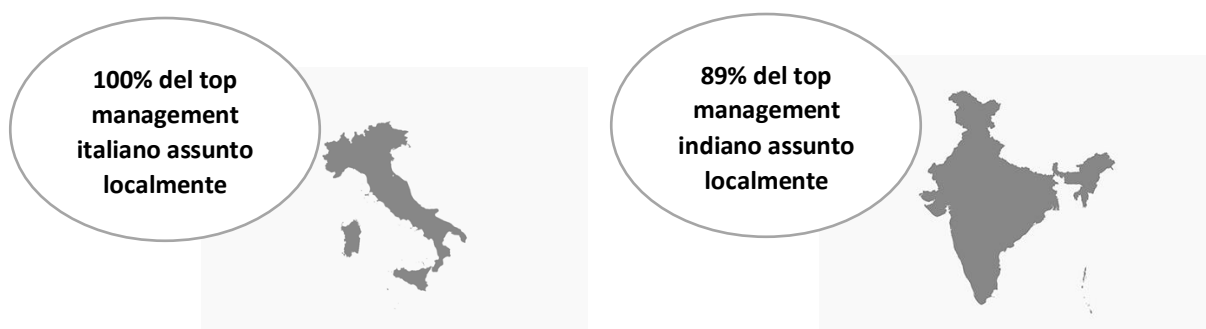 100% del top
management
italiano assunto
localmente
89% del top
management
indiano assunto
localmente